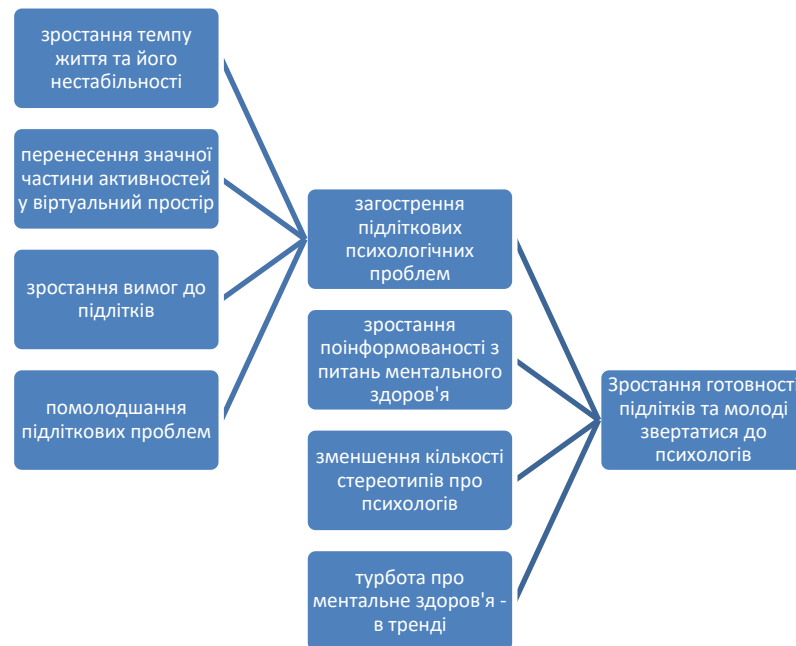 зростання темпу
життя та його
нестабільності
перенесення значної
частини активностей
у віртуальний простір
зростання вимог до
підлітків
помолодшання
підліткових проблем
загострення
підліткових
психологічних
проблем
зростання
поінформованості з
питань ментального
здоров'я
зменшення кількості
стереотипів про
психологів
турбота про
ментальне здоров'я -
в тренді
Зростання готовності
підлітків та молоді
звертатися до
психологів